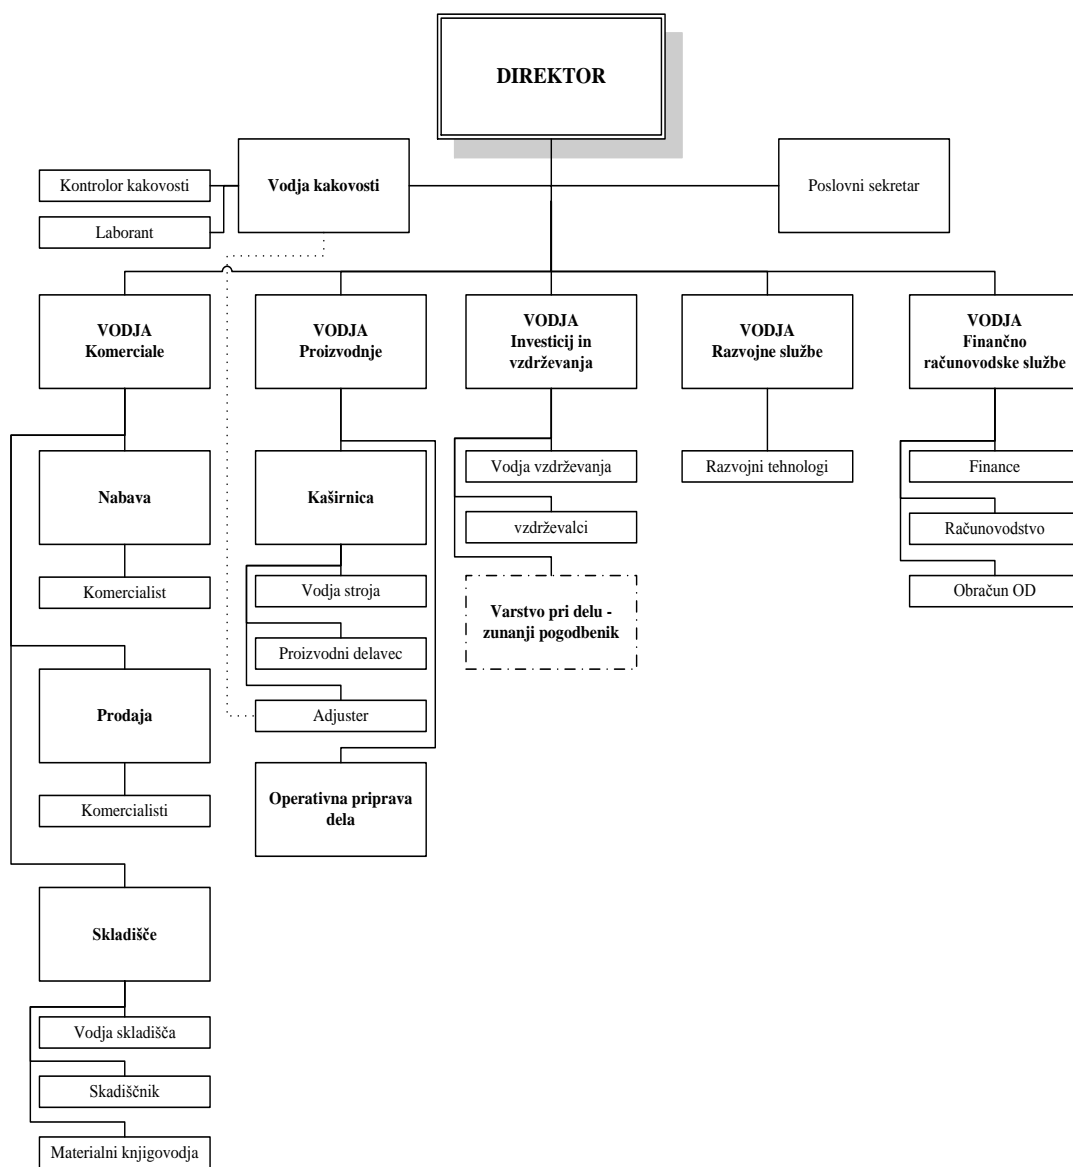 DIREKTOR
Kontrolor kakovosti
Vodja kakovosti
Poslovni sekretar
Laborant
VODJA
Komerciale
VODJA
Proizvodnje
VODJA
Investicij in
vzdrževanja
VODJA
Razvojne službe
VODJA
Finančno
računovodske službe
Nabava
Komercialist
Prodaja
Komercialisti
Skladišče
Vodja skladišča
Skadiščnik
Materialni knjigovodja
Kaširnica
Vodja stroja
Proizvodni delavec
Adjuster
Operativna priprava
dela
Vodja vzdrževanja
vzdrževalci
Varstvo pri delu -
zunanji pogodbenik
Razvojni tehnologi
Finance
Računovodstvo
Obračun OD